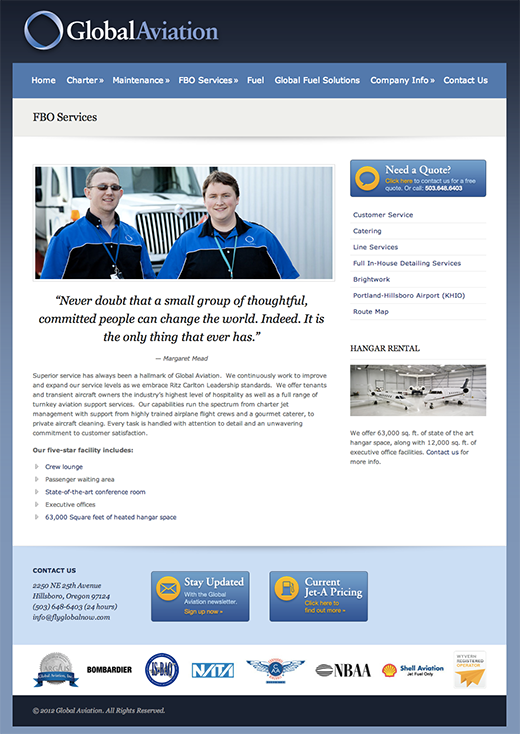 GlobalAviation
Home Charter » Maintenance » FBO Services » Fuel Global Fuel Solutions Company Info » Contact Us
FBO Services
“Never doubt that a small group of thoughtful,
committed people can change the world. Indeed. It is
the only thing that ever has.”
— Margaret Mead
Superior service has always been a hallmark of Global Aviation. We continuously work to improve
and expand our service levels as we embrace Ritz Carlton Leadership standards. We offer tenants
and transient aircraft owners the industry’s highest level of hospitality as well as a full range of
turnkey aviation support services. Our capabilities run the spectrum from charter jet
management with support from highly trained airplane flight crews and a gourmet caterer, to
private aircraft cleaning. Every task is handled with attention to detail and an unwavering
commitment to customer satisfaction.
Our five-star facility includes:
Crew lounge
Passenger waiting area
State-of-the-art conference room
Executive offices
63,000 Square feet of heated hangar space
Need a Quote?
Click here to contact us for a free
quote. Or call: 503.648.6403
Customer Service
Catering
Line Services
Full In-House Detailing Services
Brightwork
Portland-Hillsboro Airport (KHIO)
Route Map
HANGAR RENTAL
We offer 63,000 sq. ft. of state of the art
hangar space, along with 12,000 sq. ft. of
executive office facilities. Contact us for
more info.
CONTACT US
2250 NE 25th Avenue
Hillsboro, Oregon 97124
(503) 648-6403 (24 hours)
info@flyglobalnow.com
Stay Updated
With the Global
Aviation newsletter.
Sign up now »
Current
Jet-A Pricing
Click here to
find out more »
ARGUS
Global Aviation, Inc.
BOMBARDIER
IS-BAO
NATA
NBAA
Shell Aviation
Jet Fuel Only
WYVERN
REGISTERED
OPERATOR
© 2012 Global Aviation. All Rights Reserved.